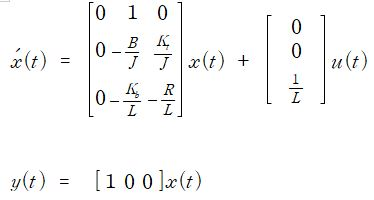 x́(t) = [ 0 1 0 ; 0 -B/J K_t/J ; 0 -K_b/L -R/L ] x(t) + [ 0 ; 0 ; 1/L ] u(t)
y(t) = [ 1 0 0 ]x(t)